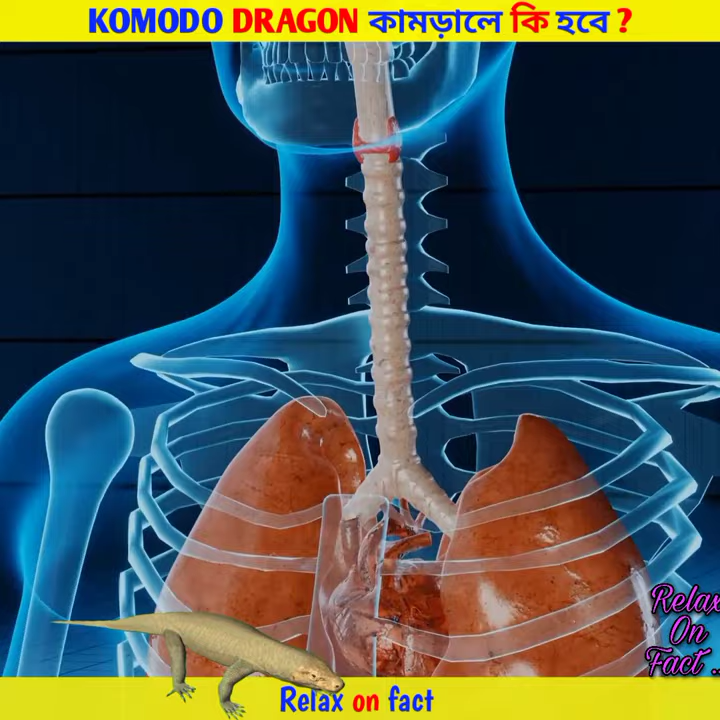 KOMODO DRAGON কামড়ালে কি হবে ?
Relax
On
Fact ..
Relax on fact